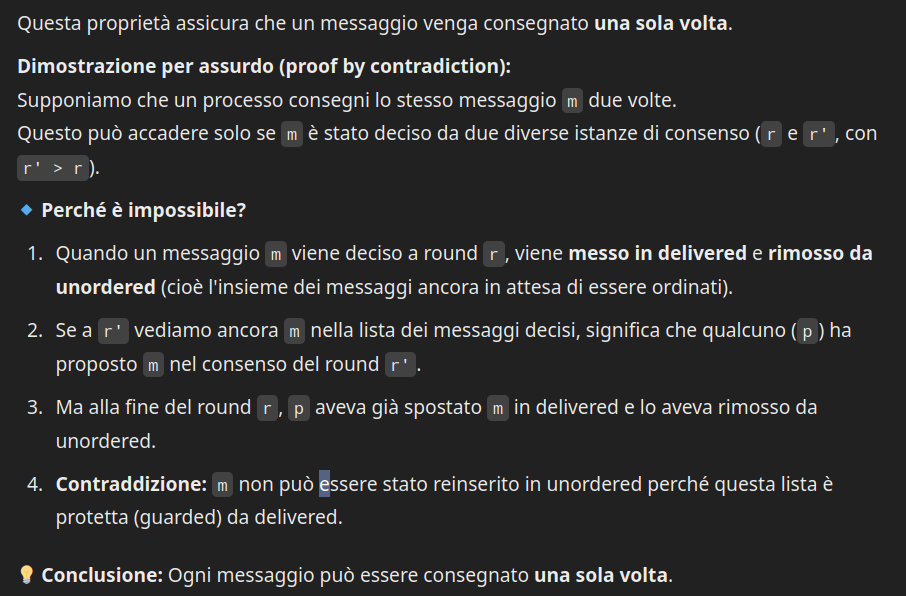 Questa proprietà assicura che un messaggio venga consegnato una sola volta.
Dimostrazione per assurdo (proof by contradiction):
Supponiamo che un processo consegni lo stesso messaggio m due volte.
Questo può accadere solo se m è stato deciso da due diverse istanze di consenso (r e r', con
r' > r).
🔹 Perché è impossibile?
1. Quando un messaggio m viene deciso a round r, viene messo in delivered e rimosso da
unordered (cioè l'insieme dei messaggi ancora in attesa di essere ordinati).
2. Se a r' vediamo ancora m nella lista dei messaggi decisi, significa che qualcuno (p) ha
proposto m nel consenso del round r'.
3. Ma alla fine del round r, p aveva già spostato m in delivered e lo aveva rimosso da
unordered.
4. Contraddizione: m non può essere stato reinserito in unordered perché questa lista è
protetta (guarded) da delivered.
💡 Conclusione: Ogni messaggio può essere consegnato una sola volta.